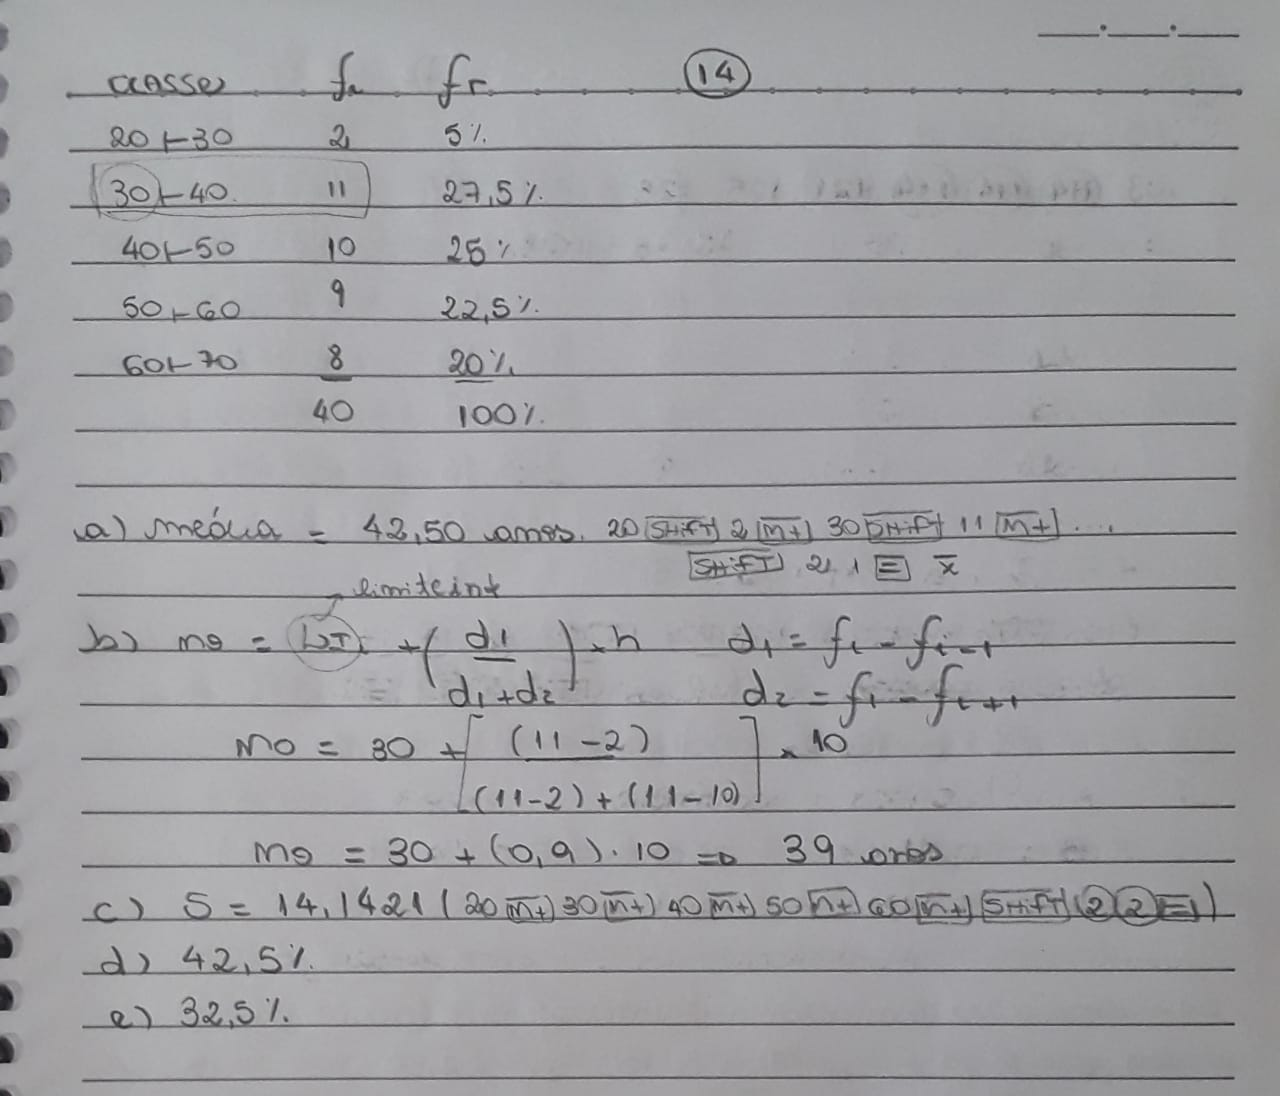 classes fa fr 14
20⊢30 2 5%
30⊢40 11 27,5%
40⊢50 10 25%
50⊢60 9 22,5%
60⊢70 8 20%
40 100%
a) média = 42,50 anos. 20 SHIFT 2 M+ 30 SHIFT 11 M+ ...
SHIFT 2 1 = x̄
limite inf
b) mo = LIi + (d1 / d1+d2) . h d1 = fi - fi-1
d2 = fi - fi+1
mo = 30 + [(11-2) / (11-2)+(11-10)] . 10
mo = 30 + (0,9) . 10 => 39 anos
c) S = 14,1421 (20 M+ 30 M+ 40 M+ 50 M+ 60 M+ SHIFT 2 2 =)
d) 42,5%.
e) 32,5%.